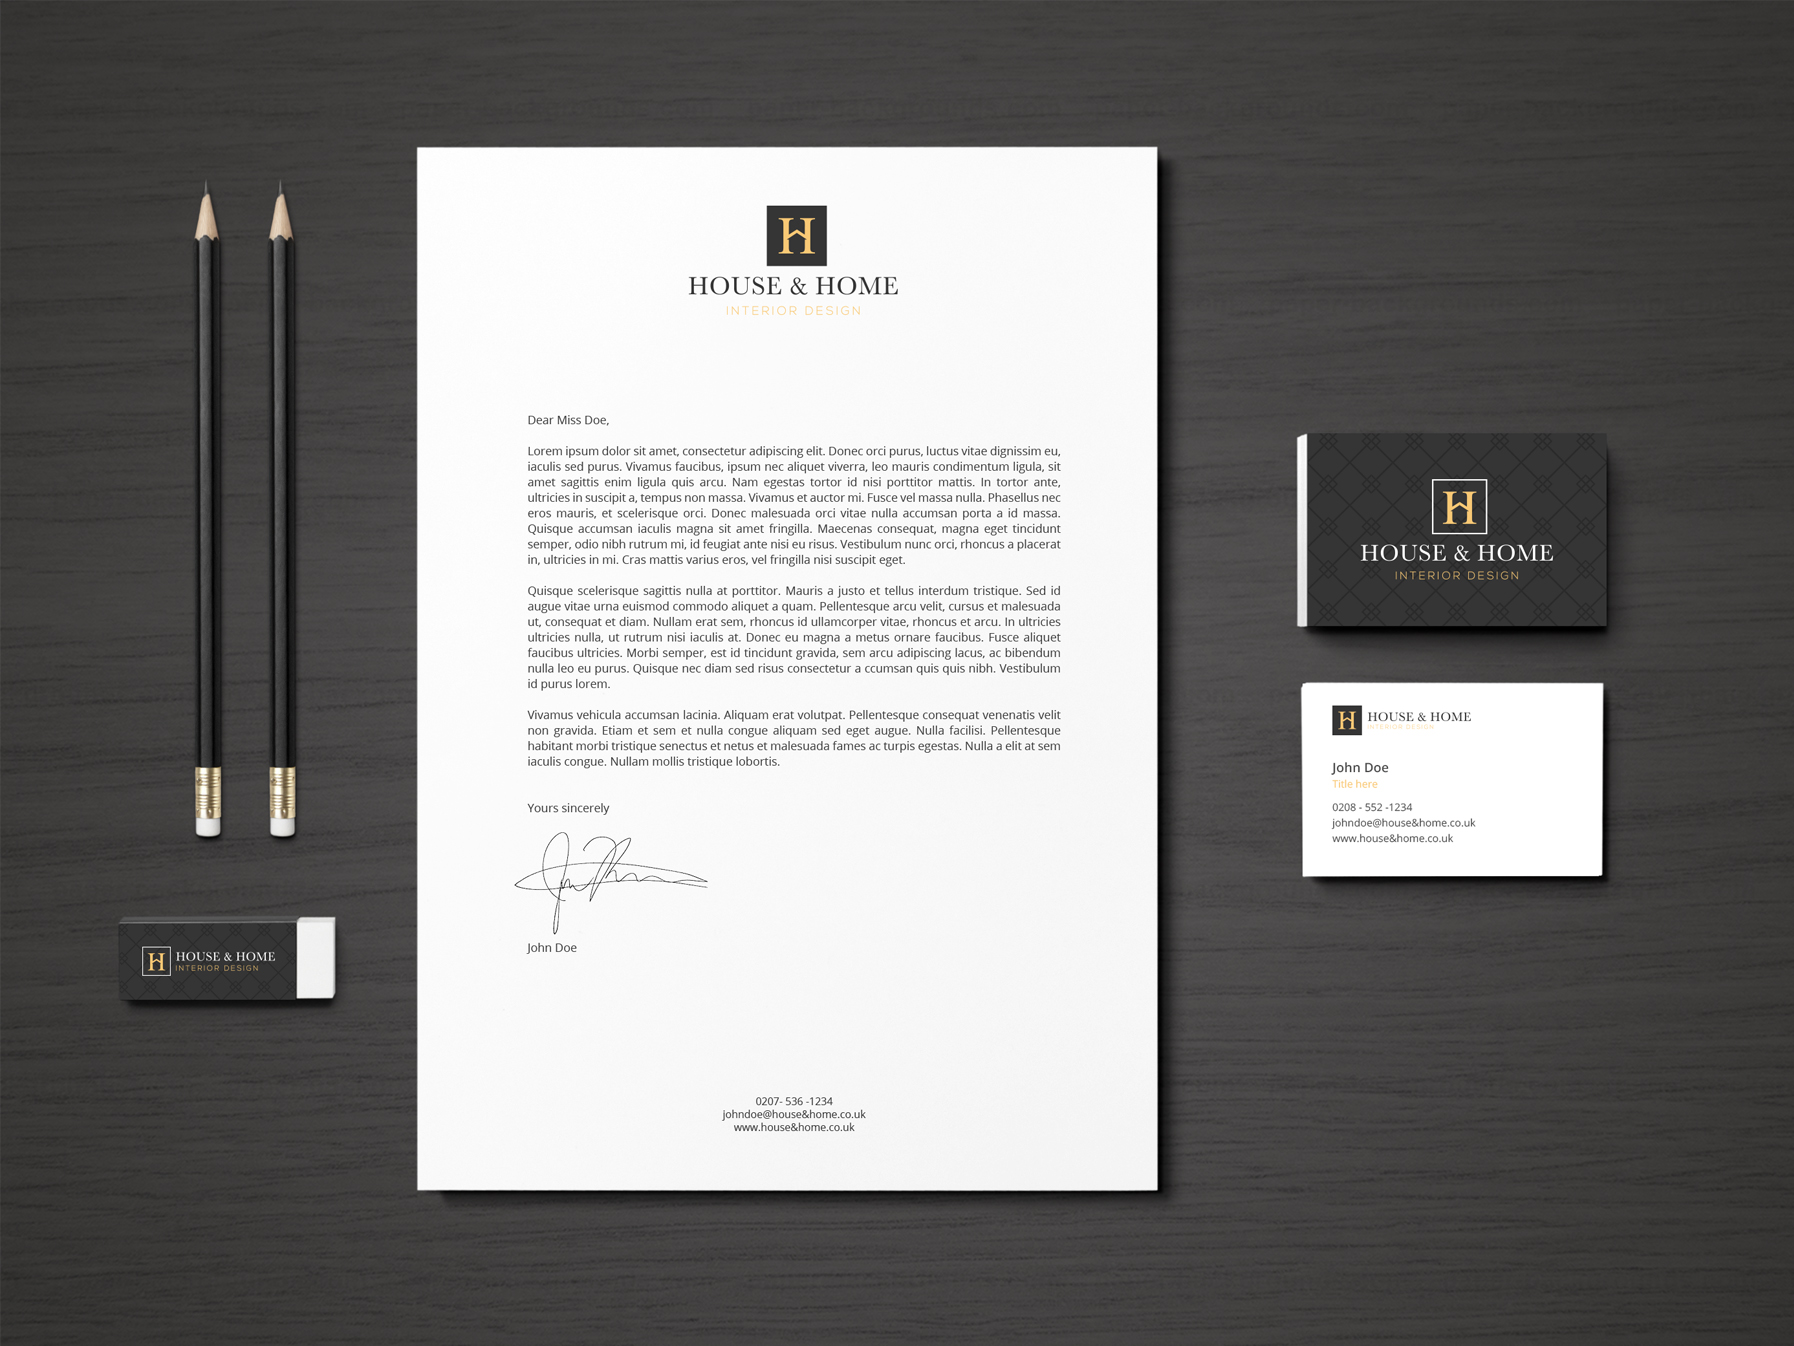 H
HOUSE & HOME
INTERIOR DESIGN
Dear Miss Doe,
Lorem ipsum dolor sit amet, consectetur adipiscing elit. Donec orci purus, luctus vitae dignissim eu,
iaculis sed purus. Vivamus faucibus, ipsum nec aliquet viverra, leo mauris condimentum ligula, sit
amet sagittis enim ligula quis arcu. Nam egestas tortor id nisi porttitor mattis. In tortor ante,
ultricies in suscipit a, tempus non massa. Vivamus et auctor mi. Fusce vel massa nulla. Phasellus nec
eros mauris, et scelerisque orci. Donec malesuada orci vitae nulla accumsan porta a id massa.
Quisque accumsan iaculis magna sit amet fringilla. Maecenas consequat, magna eget tincidunt
semper, odio nibh rutrum mi, id feugiat ante nisi eu risus. Vestibulum nunc orci, rhoncus a placerat
in, ultricies in mi. Cras mattis varius eros, vel fringilla nisi suscipit eget.
Quisque scelerisque sagittis nulla at porttitor. Mauris a justo et tellus interdum tristique. Sed id
augue vitae urna euismod commodo aliquet a quam. Pellentesque arcu velit, cursus et malesuada
ut, consequat et diam. Nullam erat sem, rhoncus id ullamcorper vitae, rhoncus et arcu. In ultricies
ultricies nulla, ut rutrum nisi iaculis at. Donec eu magna a metus ornare faucibus. Fusce aliquet
faucibus ultricies. Morbi semper, est id tincidunt gravida, sem arcu adipiscing lacus, ac bibendum
nulla leo eu purus. Quisque nec diam sed risus consectetur a ccumsan quis quis nibh. Vestibulum
id purus lorem.
Vivamus vehicula accumsan lacinia. Aliquam erat volutpat. Pellentesque consequat venenatis velit
non gravida. Etiam et sem et nulla congue aliquam sed eget augue. Nulla facilisi. Pellentesque
habitant morbi tristique senectus et netus et malesuada fames ac turpis egestas. Nulla a elit at sem
iaculis congue. Nullam mollis tristique lobortis.
Yours sincerely
John Doe
0207- 536 -1234
johndoe@house&home.co.uk
www.house&home.co.uk
H
HOUSE & HOME
INTERIOR DESIGN
H
HOUSE & HOME
INTERIOR DESIGN
John Doe
Title here
0208 - 552 -1234
johndoe@house&home.co.uk
www.house&home.co.uk
H
HOUSE & HOME
INTERIOR DESIGN